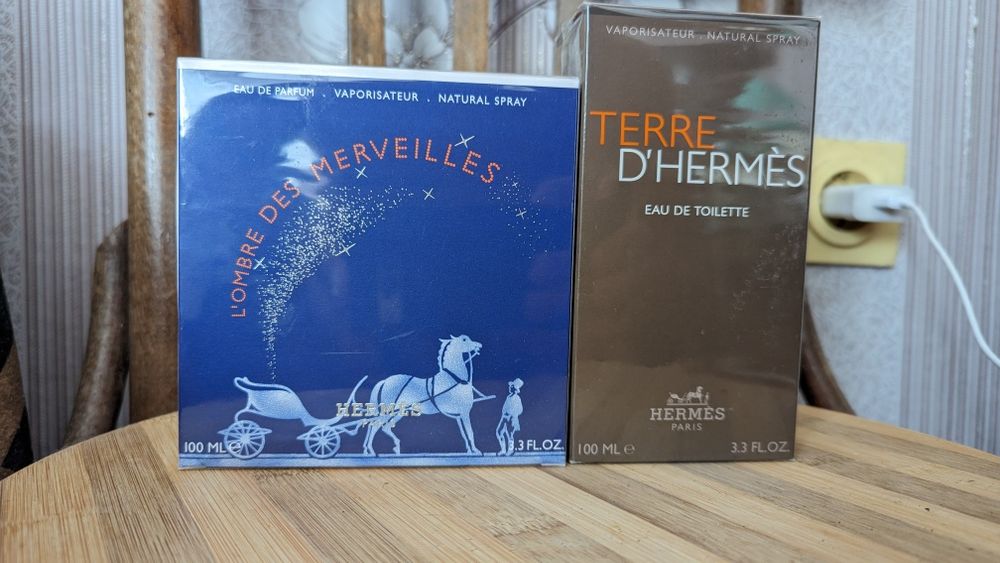 EAU DE PARFUM . VAPORISATEUR . NATURAL SPRAY
L'OMBRE DES MERVEILLES
HERMÈS
100 ML e
3.3 FL.OZ.
VAPORISATEUR . NATURAL SPRAY
TERRE
D'HERMÈS
EAU DE TOILETTE
HERMÈS
PARIS
100 ML e
3.3 FL.OZ.